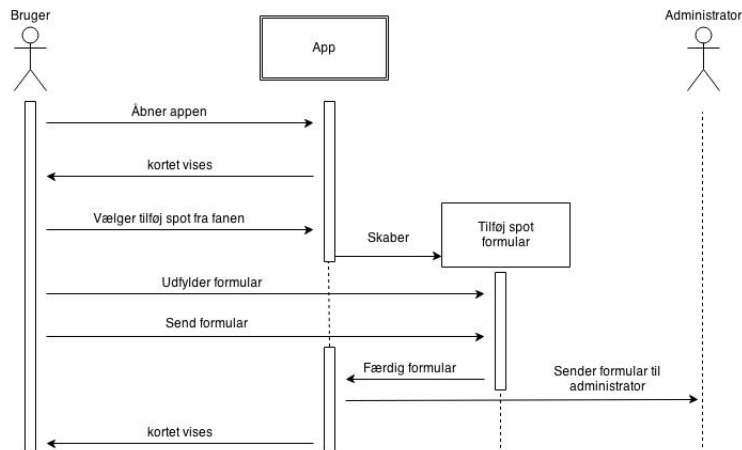 Bruger
App
Administrator
Åbner appen
kortet vises
Vælger tilføj spot fra fanen
Skaber
Tilføj spot
formular
Udfylder formular
Send formular
Færdig formular
Sender formular til
administrator
kortet vises